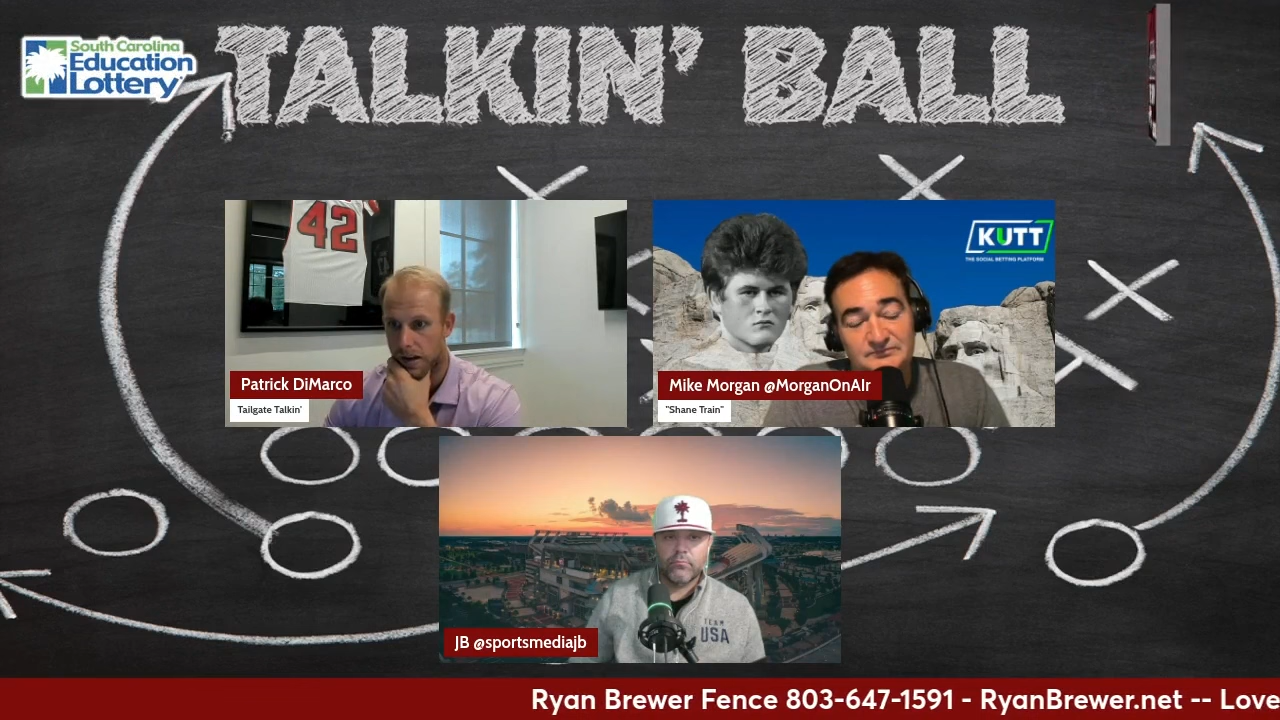 South Carolina
Education
Lottery
TALKIN' BALL
42
KUTT
THE SOCIAL BETTING PLATFORM
Patrick DiMarco
Tailgate Talkin'
Mike Morgan @MorganOnAIr
"Shane Train"
TEAM
USA
JB @sportsmediajb
Ryan Brewer Fence 803-647-1591 - RyanBrewer.net -- Love